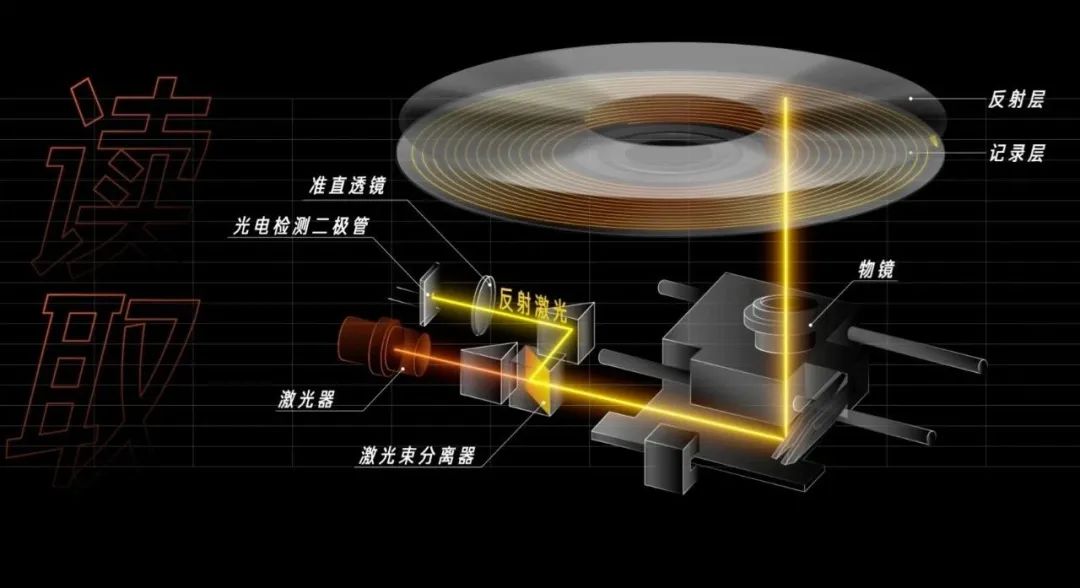 读取
反射层
记录层
准直透镜
光电检测二极管
物镜
反射激光
激光器
激光束分离器